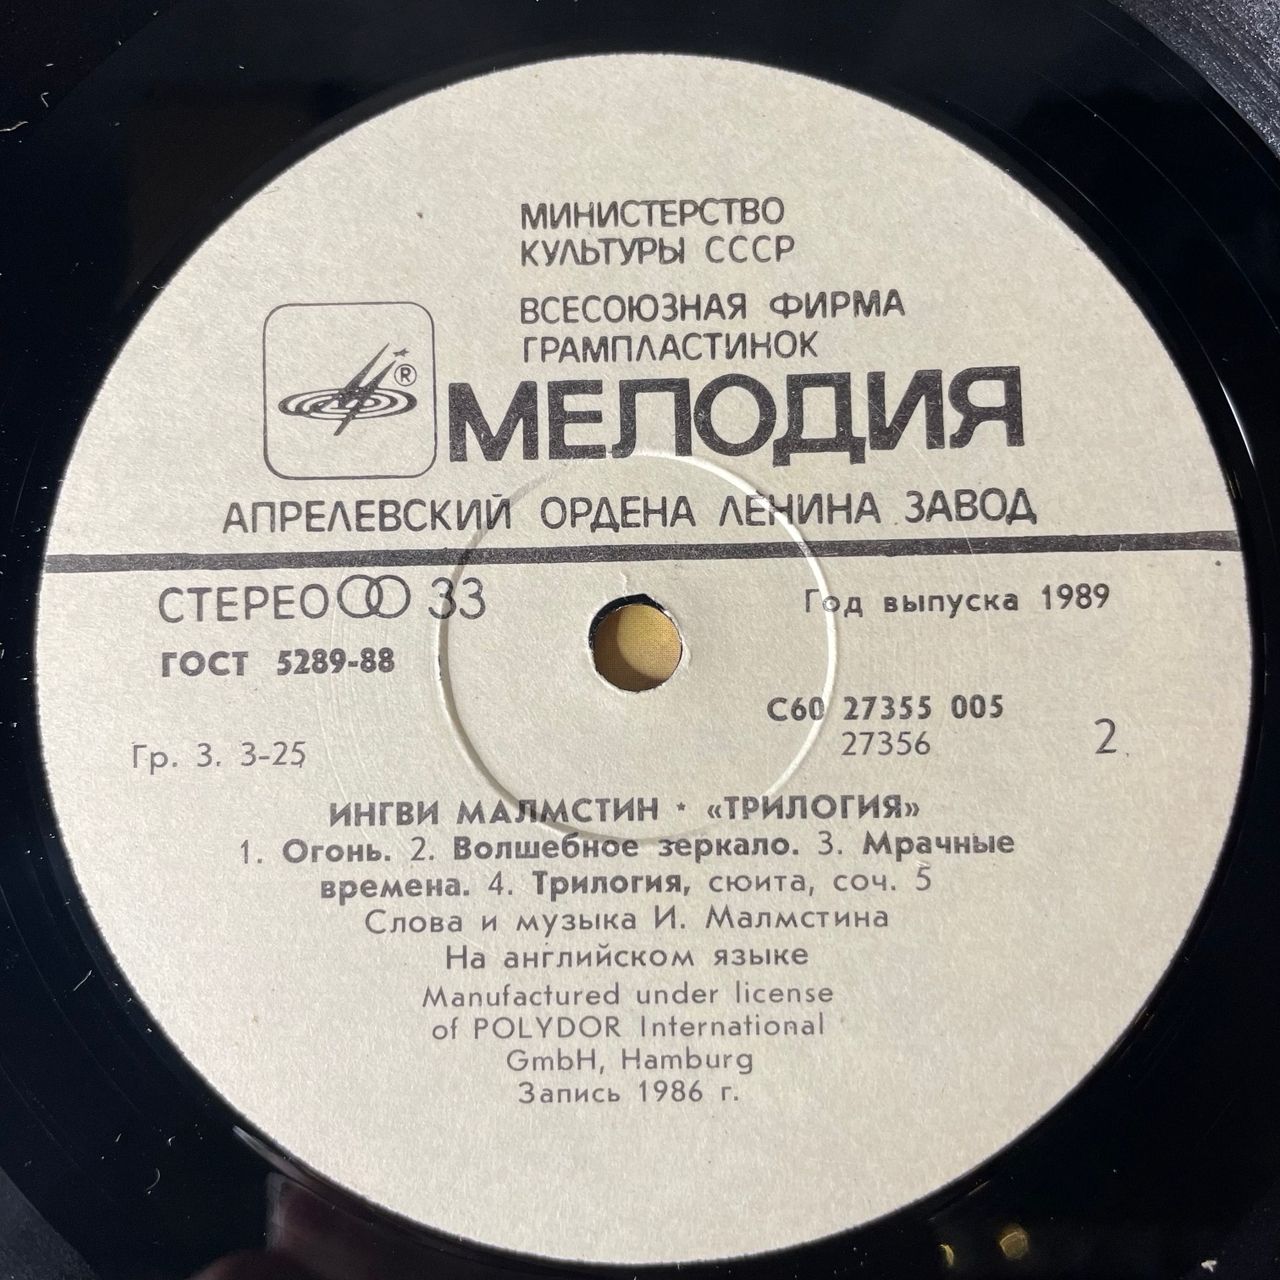 МИНИСТЕРСТВО
КУЛЬТУРЫ СССР
ВСЕСОЮЗНАЯ ФИРМА
ГРАМПЛАСТИНОК
®
МЕЛОДИЯ
АПРЕЛЕВСКИЙ ОРДЕНА ЛЕНИНА ЗАВОД
СТЕРЕО 33
Год выпуска 1989
ГОСТ 5289-88
С60 27355 005
27356
2
Гр. 3. 3-25
ИНГВИ МАЛМСТИН • «ТРИЛОГИЯ»
1. Огонь. 2. Волшебное зеркало. 3. Мрачные
времена. 4. Трилогия, сюита, соч. 5
Слова и музыка И. Малмстина
На английском языке
Manufactured under license
of POLYDOR International
GmbH, Hamburg
Запись 1986 г.